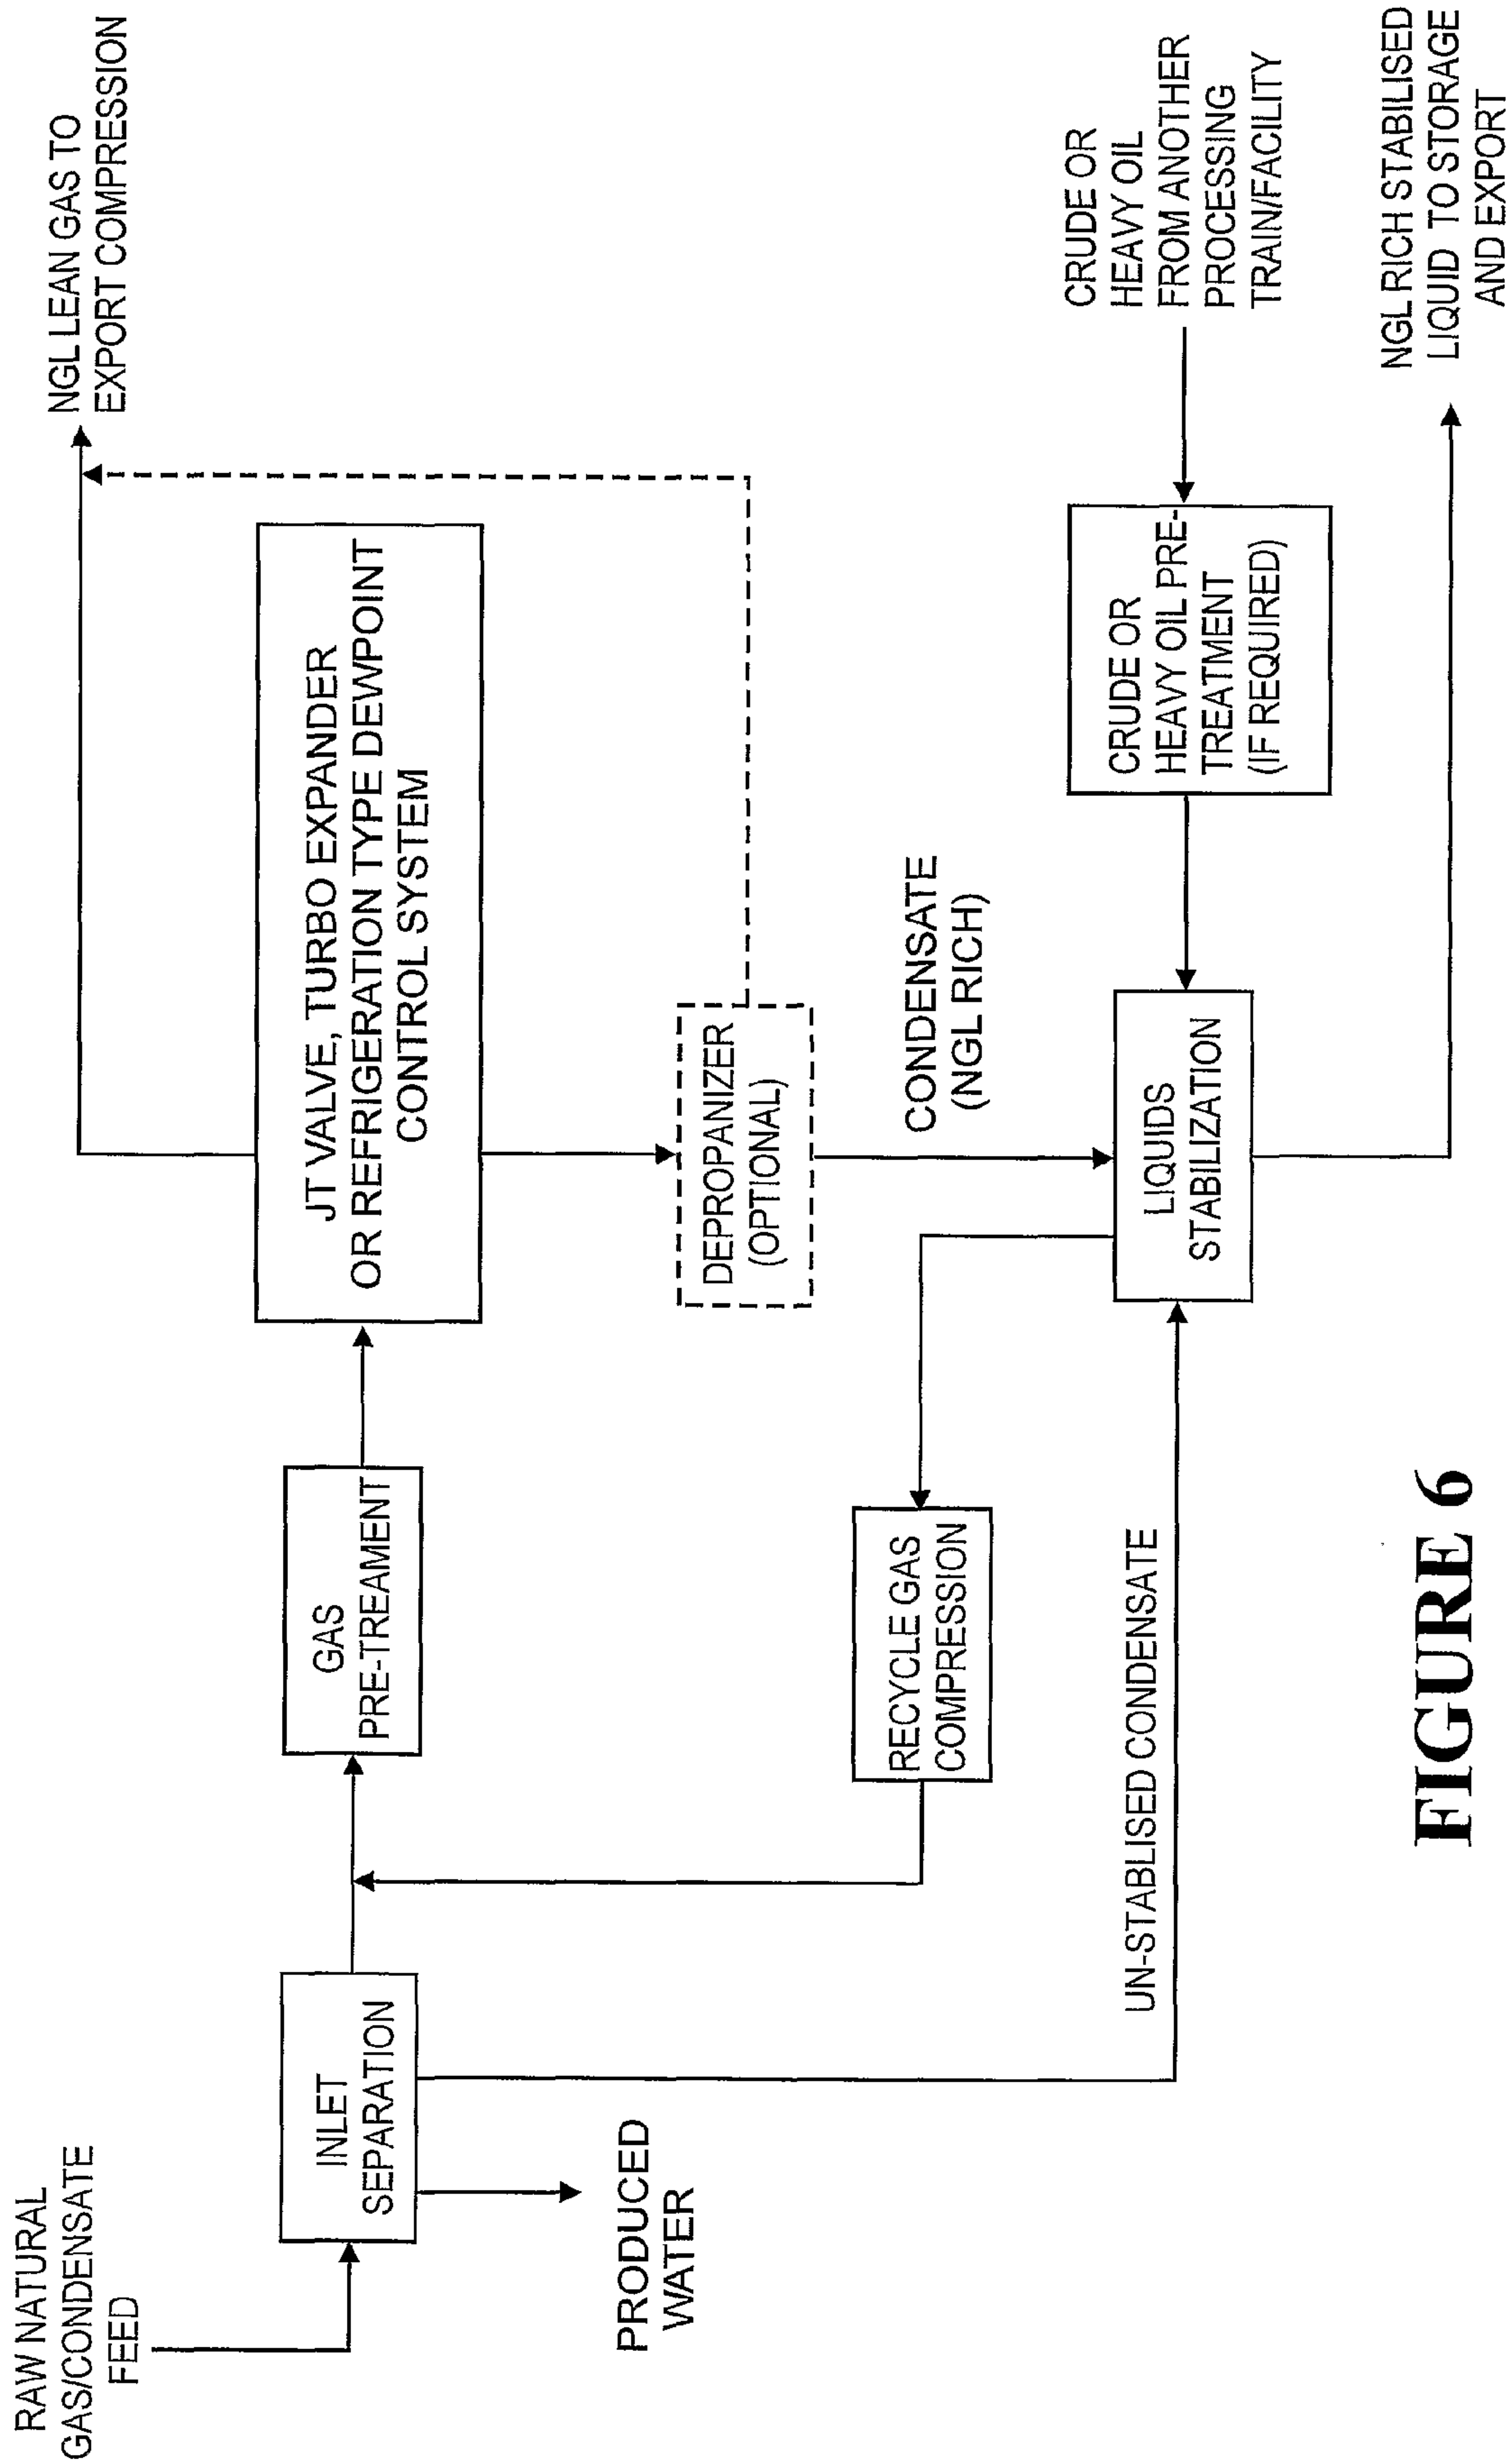 RAW NATURAL
GAS/CONDENSATE
FEED
INLET
SEPARATION
PRODUCED
WATER
GAS
PRE-TREAMENT
JT VALVE, TURBO EXPANDER
OR REFRIGERATION TYPE DEWPOINT
CONTROL SYSTEM
NGL LEAN GAS TO
EXPORT COMPRESSION
DEPROPANIZER
(OPTIONAL)
CONDENSATE
(NGL RICH)
RECYCLE GAS
COMPRESSION
UN-STABLISED CONDENSATE
LIQUIDS
STABILIZATION
CRUDE OR
HEAVY OIL PRE-
TREATMENT
(IF REQUIRED)
CRUDE OR
HEAVY OIL
FROM ANOTHER
PROCESSING
TRAIN/FACILITY
NGL RICH STABILISED
LIQUID TO STORAGE
AND EXPORT
FIGURE 6